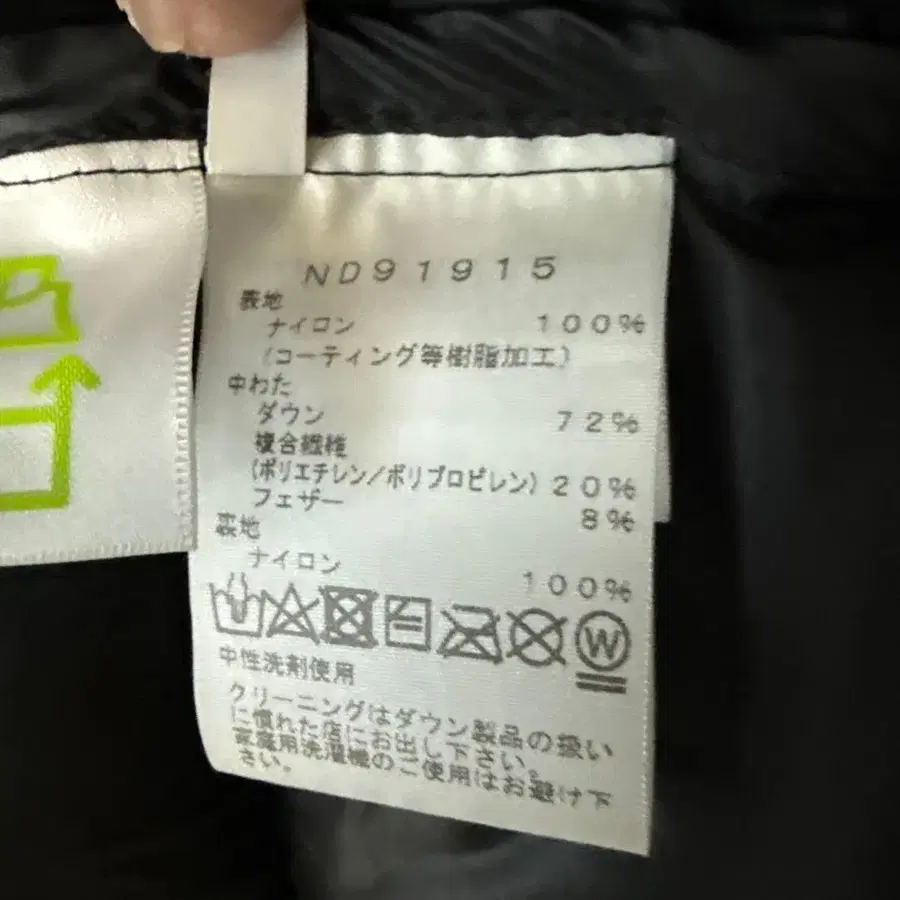 ND91915
表地
ナイロン 100%
(コーティング等樹脂加工)
中わた
ダウン 72%
複合繊維
(ポリエチレン/ポリプロピレン) 20%
フェザー 8%
裏地
ナイロン 100%
W
中性洗剤使用
クリーニングはダウン製品の扱い
に慣れた店にお出し下さい。
家庭用洗濯機のご使用はお避け下
さい。